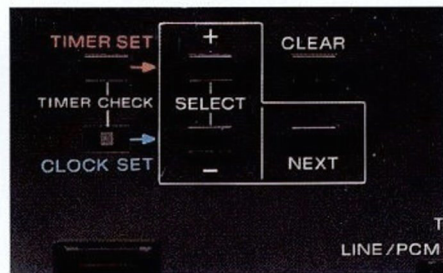 TIMER SET
+
CLEAR
TIMER CHECK
SELECT
CLOCK SET
−
NEXT
T
LINE/PCM